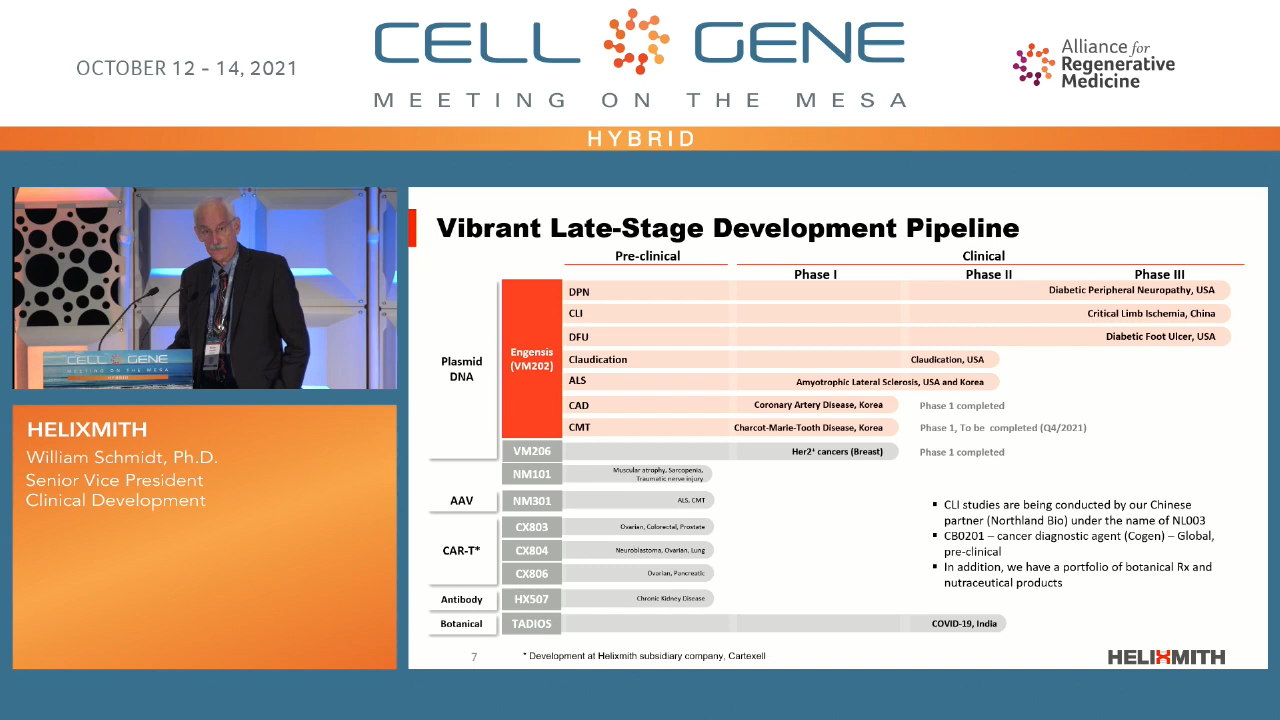 OCTOBER 12 - 14, 2021
CELL GENE
MEETING ON THE MESA
Alliance for
Regenerative
Medicine
HYBRID
CELL GENE
MEETING ON THE MESA
HYBRID
HELIXMITH
William Schmidt, Ph.D.
Senior Vice President
Clinical Development
Vibrant Late-Stage Development Pipeline
Pre-clinical
Clinical
Phase I
Phase II
Phase III
Plasmid
DNA
Engensis
(VM202)
DPN
Diabetic Peripheral Neuropathy, USA
CLI
Critical Limb Ischemia, China
DFU
Diabetic Foot Ulcer, USA
Claudication
Claudication, USA
ALS
Amyotrophic Lateral Sclerosis, USA and Korea
CAD
Coronary Artery Disease, Korea
Phase 1 completed
CMT
Charcot-Marie-Tooth Disease, Korea
Phase 1, To be completed (Q4/2021)
VM206
Her2⁺ cancers (Breast)
Phase 1 completed
NM101
Muscular atrophy, Sarcopenia,
Traumatic nerve injury
AAV
NM301
ALS, CMT
CAR-T*
CX803
Ovarian, Colorectal, Prostate
CX804
Neuroblastoma, Ovarian, Lung
CX806
Ovarian, Pancreatic
Antibody
HX507
Chronic Kidney Disease
Botanical
TADIOS
COVID-19, India
▪ CLI studies are being conducted by our Chinese
partner (Northland Bio) under the name of NL003
▪ CB0201 – cancer diagnostic agent (Cogen) – Global,
pre-clinical
▪ In addition, we have a portfolio of botanical Rx and
nutraceutical products
7
* Development at Helixmith subsidiary company, Cartexell
HELIXMITH